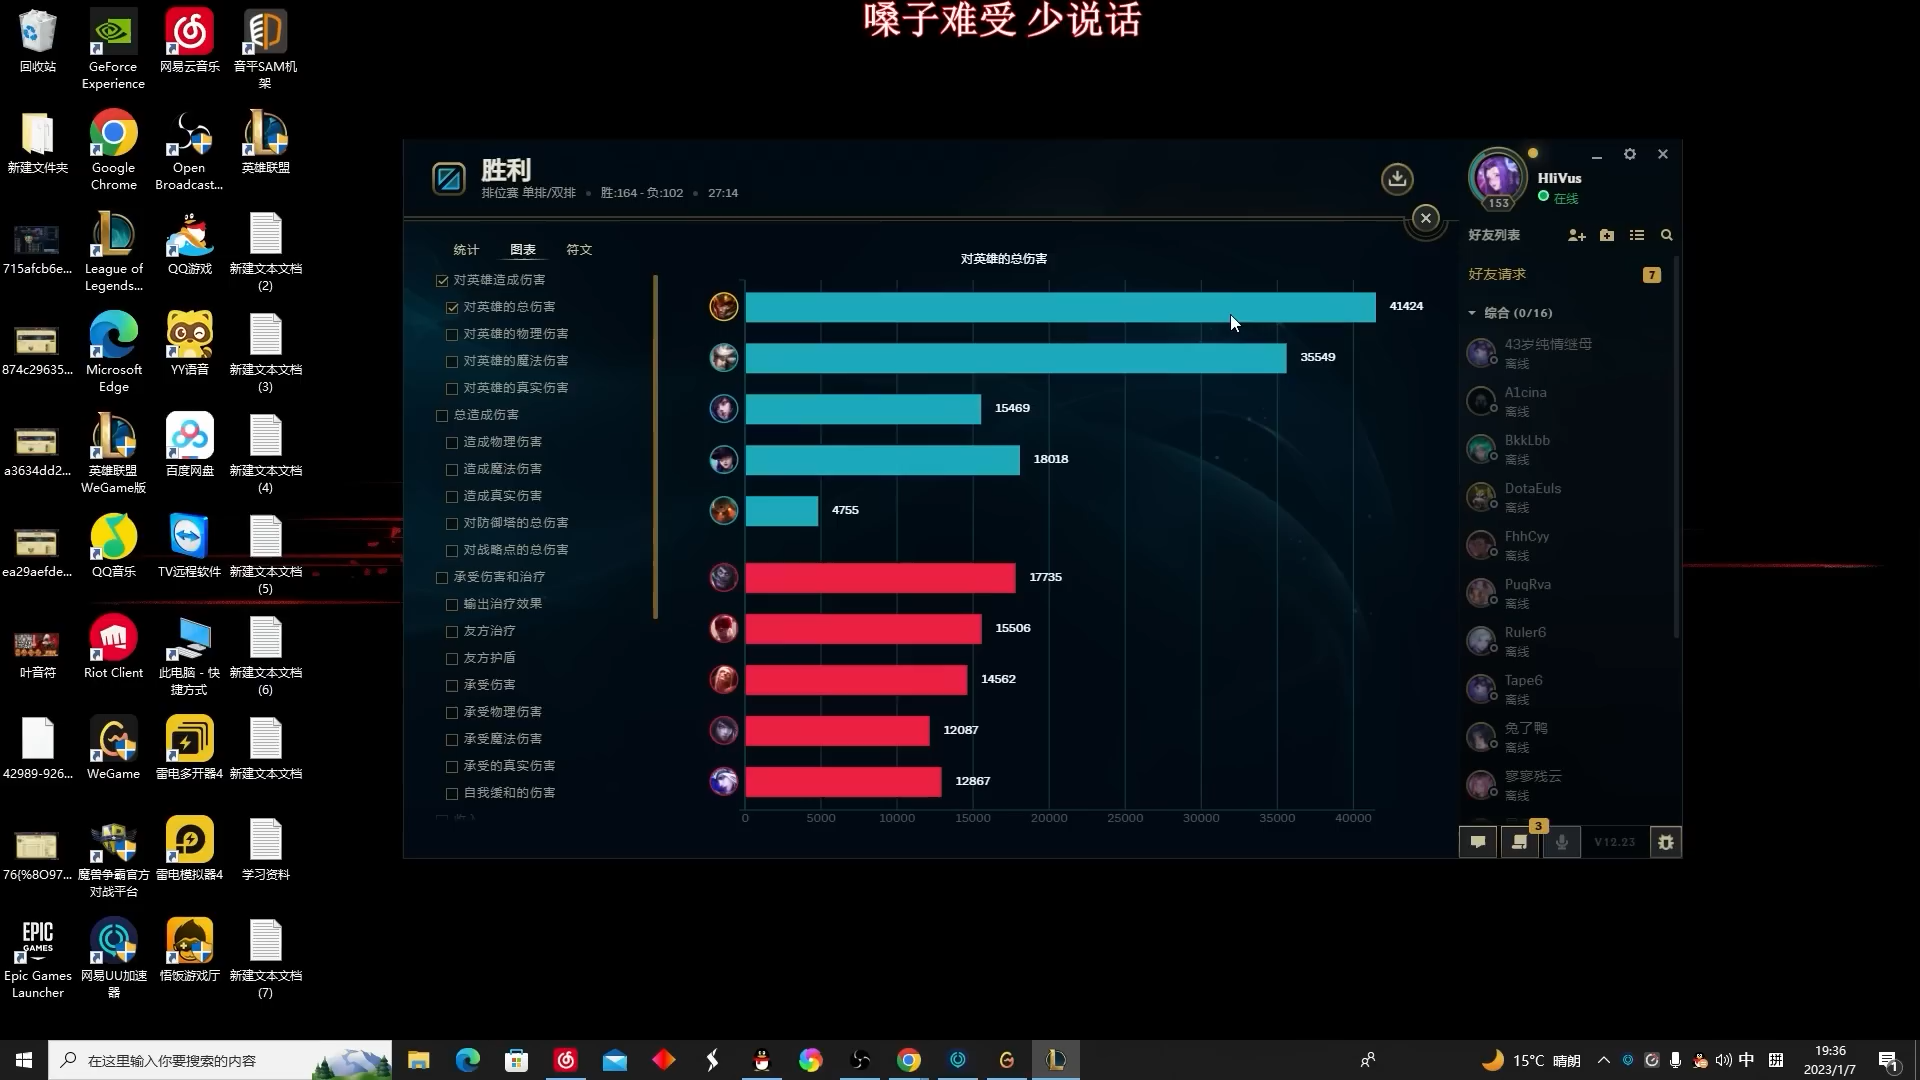 嗓子难受 少说话
回收站
GeForce Experience
网易云音乐
音平SAM机架
新建文件夹
Google Chrome
Open Broadcast...
英雄联盟
715afcb6e...
League of Legends...
QQ游戏
新建文本文档 (2)
874c29635...
Microsoft Edge
YY语音
新建文本文档 (3)
a3634dd2...
英雄联盟 WeGame版
百度网盘
新建文本文档 (4)
ea29aefde...
QQ音乐
TV远程软件
新建文本文档 (5)
叶音符
Riot Client
此电脑 - 快捷方式
新建文本文档 (6)
42989-926...
WeGame
雷电多开器4
新建文本文档
76(%8O97...
魔兽争霸官方对战平台
雷电模拟器4
学习资料
EPIC GAMES
Epic Games Launcher
网易UU加速器
悟饭游戏厅
新建文本文档 (7)
胜利
排位赛 单排/双排 • 胜:164 - 负:102 • 27:14
统计 图表 符文
对英雄造成伤害
对英雄的总伤害
对英雄的物理伤害
对英雄的魔法伤害
对英雄的真实伤害
总造成伤害
造成物理伤害
造成魔法伤害
造成真实伤害
对防御塔的总伤害
对战略点的总伤害
承受伤害和治疗
输出治疗效果
友方治疗
友方护盾
承受伤害
承受物理伤害
承受魔法伤害
承受的真实伤害
自我缓和的伤害
对英雄的总伤害
41424
35549
15469
18018
4755
17735
15506
14562
12087
12867
0 5000 10000 15000 20000 25000 30000 35000 40000
153
HliVus
在线
好友列表
好友请求 7
综合 (0/16)
43岁纯情继母
离线
A1cina
离线
BkkLbb
离线
DotaEuls
离线
FhhCyy
离线
PuqRva
离线
Ruler6
离线
Tape6
离线
兔了鸭
离线
寥寥残云
离线
3
V12.23
在这里输入你要搜索的内容
15°C 晴朗
中
拼
19:36
2023/1/7
1